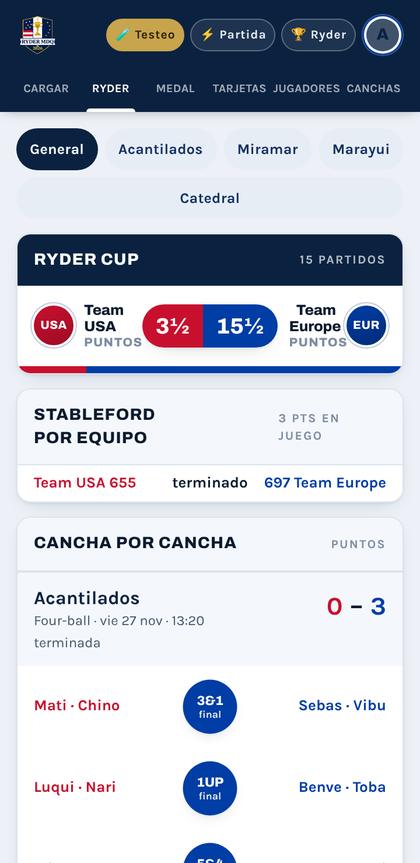 RYDER MDQ
🧪 Testeo
⚡ Partida
🏆 Ryder
A
CARGAR RYDER MEDAL TARJETAS JUGADORES CANCHAS
General Acantilados Miramar Marayui
Catedral
RYDER CUP
15 PARTIDOS
USA
Team USA
PUNTOS
3½ 15½
Team Europe
PUNTOS
EUR
STABLEFORD
POR EQUIPO
3 PTS EN
JUEGO
Team USA 655 terminado 697 Team Europe
CANCHA POR CANCHA
PUNTOS
Acantilados
Four-ball · vie 27 nov · 13:20
terminada
0 – 3
Mati · Chino
3&1
final
Sebas · Vibu
Luqui · Nari
1UP
final
Benve · Toba